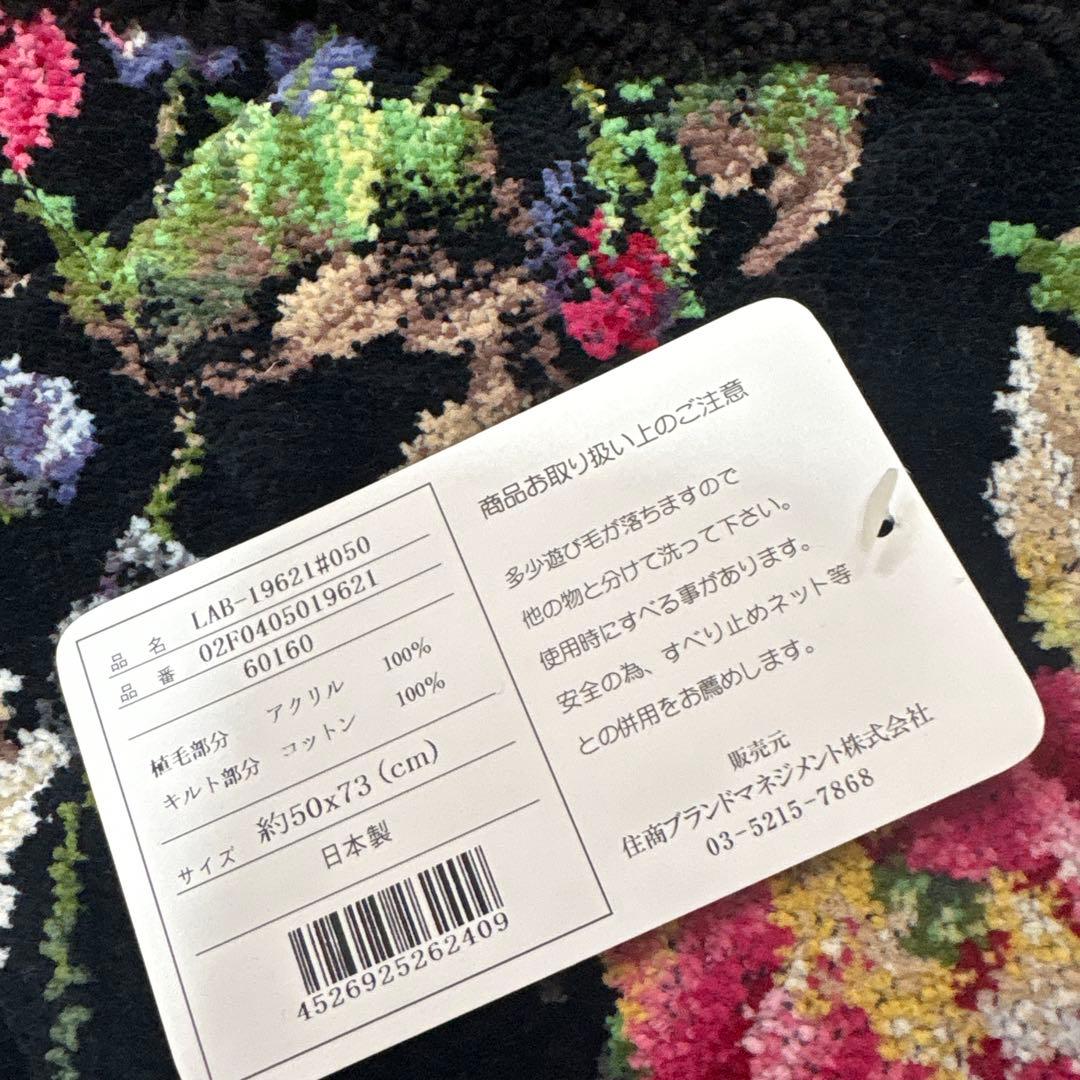 品 名 LAB-19621#050
品 番 02F0405019621
60160
植毛部分 アクリル 100%
キルト部分 コットン 100%
サイズ 約50x73(cm)
日本製
4526925262409
商品お取り扱い上のご注意
多少遊び毛が落ちますので
他の物と分けて洗って下さい。
使用時にすべる事があります。
安全の為、すべり止めネット等
との併用をお薦めします。
販売元
住商ブランドマネジメント株式会社
03-5215-7868